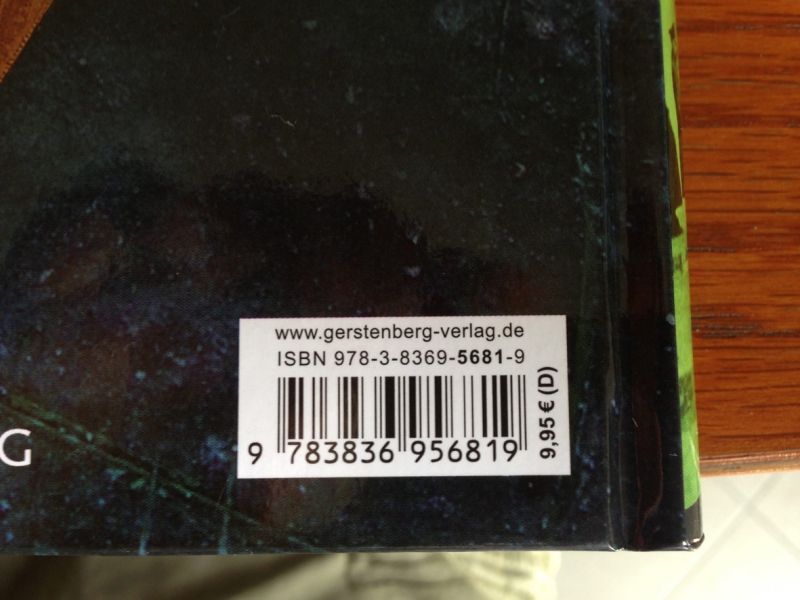 www.gerstenberg-verlag.de
ISBN 978-3-8369-5681-9
9 783836 956819
9,95 € (D)
G